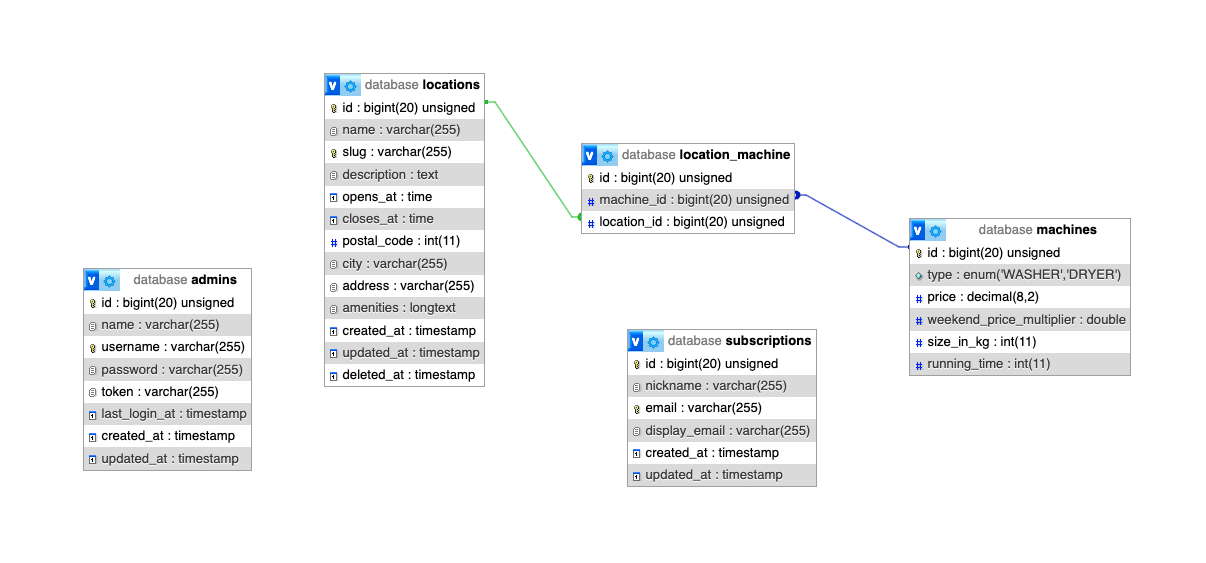 database locations
id : bigint(20) unsigned
name : varchar(255)
slug : varchar(255)
description : text
opens_at : time
closes_at : time
postal_code : int(11)
city : varchar(255)
address : varchar(255)
amenities : longtext
created_at : timestamp
updated_at : timestamp
deleted_at : timestamp
database location_machine
id : bigint(20) unsigned
machine_id : bigint(20) unsigned
location_id : bigint(20) unsigned
database machines
id : bigint(20) unsigned
type : enum('WASHER','DRYER')
price : decimal(8,2)
weekend_price_multiplier : double
size_in_kg : int(11)
running_time : int(11)
database admins
id : bigint(20) unsigned
name : varchar(255)
username : varchar(255)
password : varchar(255)
token : varchar(255)
last_login_at : timestamp
created_at : timestamp
updated_at : timestamp
database subscriptions
id : bigint(20) unsigned
nickname : varchar(255)
email : varchar(255)
display_email : varchar(255)
created_at : timestamp
updated_at : timestamp